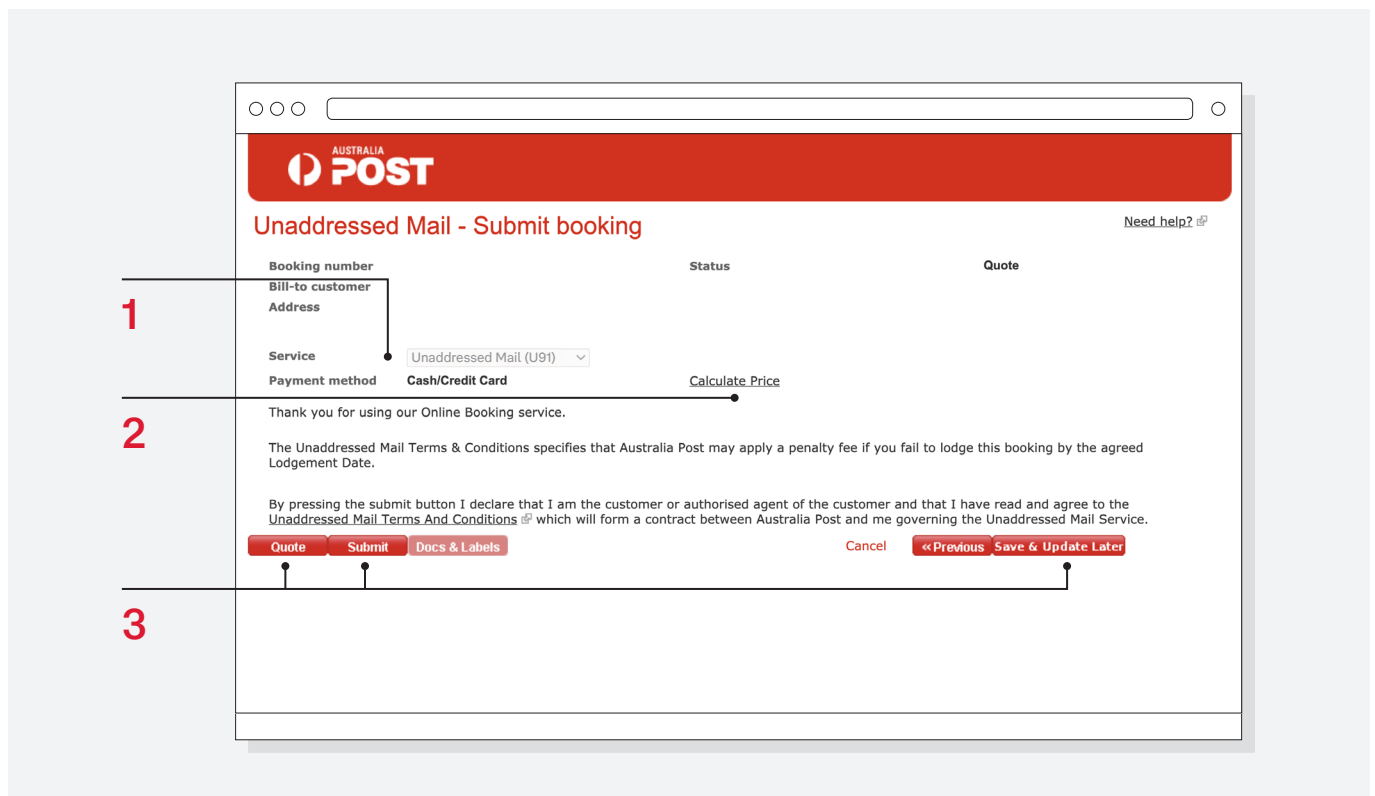 AUSTRALIA
POST
Unaddressed Mail - Submit booking
Need help?
Booking number
Status
Quote
Bill-to customer
1
Address
Service
Unaddressed Mail (U91)
Payment method
Cash/Credit Card
Calculate Price
2
Thank you for using our Online Booking service.
The Unaddressed Mail Terms & Conditions specifies that Australia Post may apply a penalty fee if you fail to lodge this booking by the agreed
Lodgement Date.
By pressing the submit button I declare that I am the customer or authorised agent of the customer and that I have read and agree to the
Unaddressed Mail Terms And Conditions which will form a contract between Australia Post and me governing the Unaddressed Mail Service.
Quote
Submit
Docs & Labels
Cancel
«Previous
Save & Update Later
3